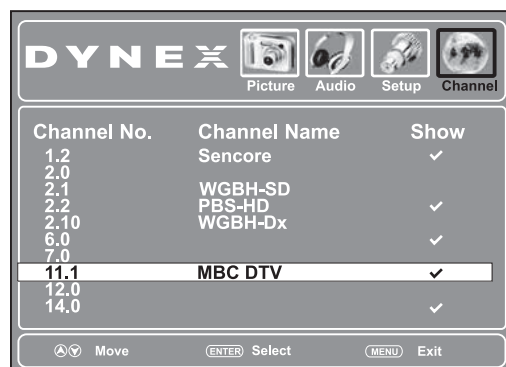 DYNEX
Picture Audio Setup Channel
Channel No. Channel Name Show
1.2 Sencore ✓
2.0
2.1 WGBH-SD
2.2 PBS-HD ✓
2.10 WGBH-Dx
6.0 ✓
7.0
11.1 MBC DTV ✓
12.0
14.0 ✓
Move ENTER Select MENU Exit